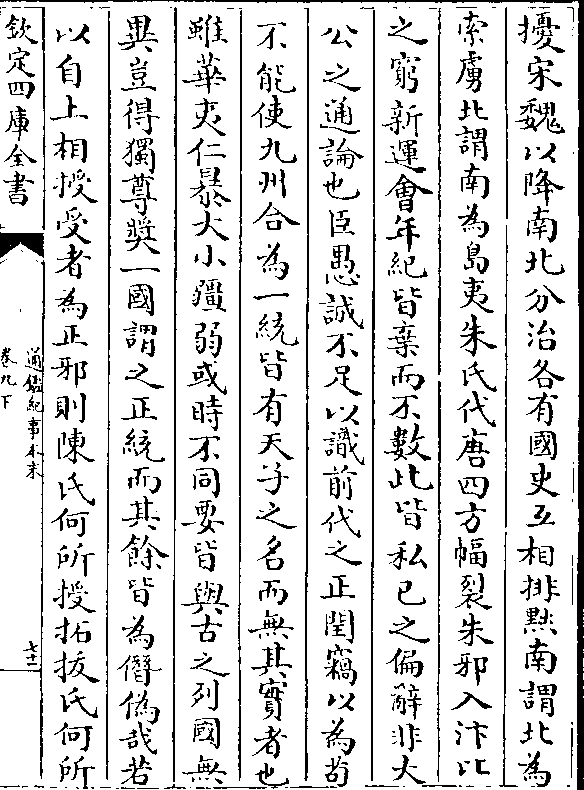 擾宋魏以降南北分治各有國史互相排黜南謂北為
索虜北謂南為島夷朱氏代唐四方幅裂朱邪入汴比
之窮新運會年紀皆棄而不數此皆私已之偏辭非大
公之通論也臣愚誠不足以識前代之正閏竊以為苟
不能使九州合為一統皆有天子之名而無其實者也
雖華夷仁暴大小彊弱或時不同要皆與古之列國無
異豈得獨尊奬一國謂之正統而其餘皆為僭偽哉若
以自上相授受者為正邪則陳氏何所授拓拔氏何所
欽定四庫全書
通鑑紀事本末
卷九下
七十一